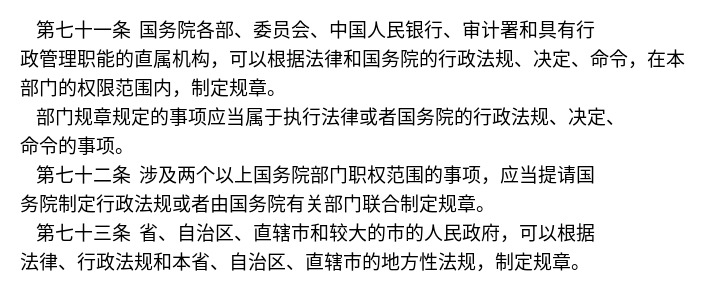 第七十一条 国务院各部、委员会、中国人民银行、审计署和具有行
政管理职能的直属机构，可以根据法律和国务院的行政法规、决定、命令，在本
部门的权限范围内，制定规章。
部门规章规定的事项应当属于执行法律或者国务院的行政法规、决定、
命令的事项。
第七十二条 涉及两个以上国务院部门职权范围的事项，应当提请国
务院制定行政法规或者由国务院有关部门联合制定规章。
第七十三条 省、自治区、直辖市和较大的市的人民政府，可以根据
法律、行政法规和本省、自治区、直辖市的地方性法规，制定规章。